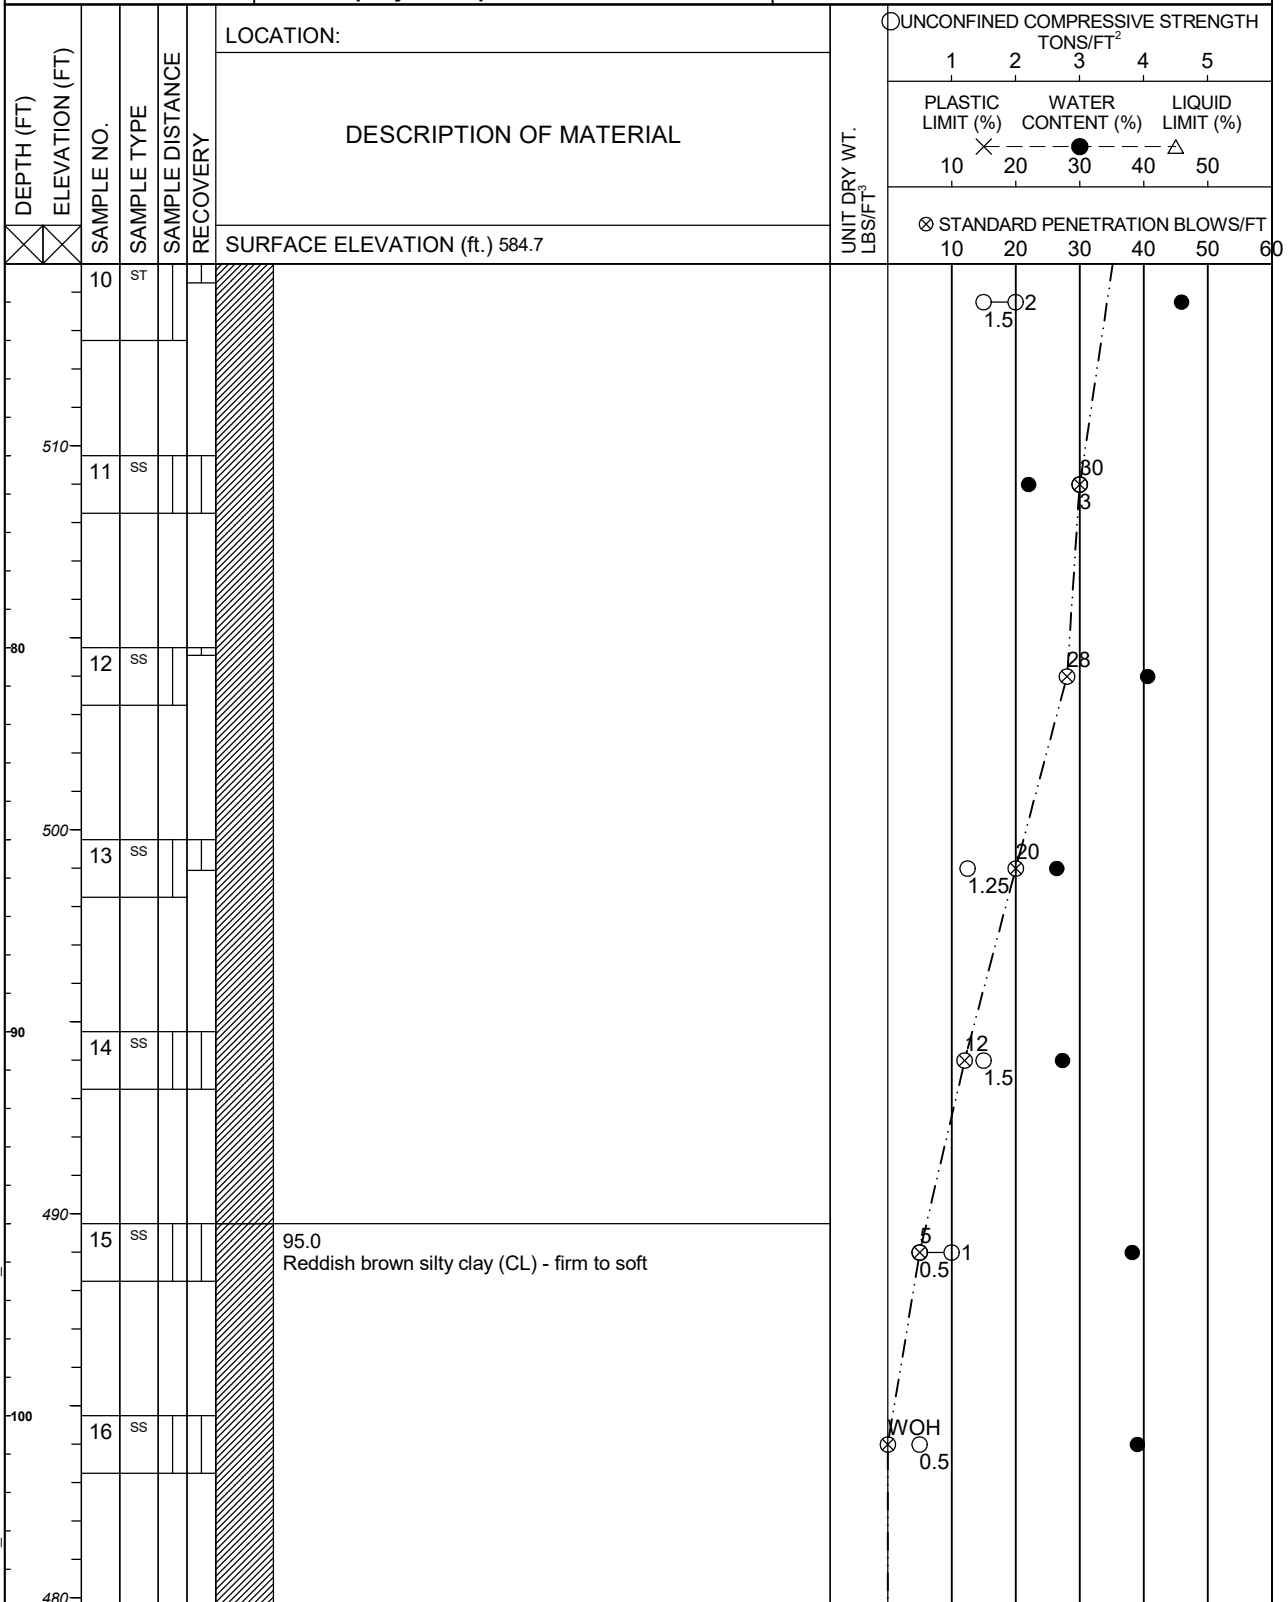 LOCATION:
DEPTH (FT)
ELEVATION (FT)
SAMPLE NO.
SAMPLE TYPE
SAMPLE DISTANCE
RECOVERY
DESCRIPTION OF MATERIAL
SURFACE ELEVATION (ft.) 584.7
UNIT DRY WT.
LBS/FT³
UNCONFINED COMPRESSIVE STRENGTH
TONS/FT²
1 2 3 4 5
PLASTIC WATER LIQUID
LIMIT (%) CONTENT (%) LIMIT (%)
10 20 30 40 50
STANDARD PENETRATION BLOWS/FT
10 20 30 40 50 60
10 ST
2
1.5
510
11 SS
30
3
80
12 SS
28
500
13 SS
20
1.25
90
14 SS
12
1.5
490
15 SS
95.0
Reddish brown silty clay (CL) - firm to soft
5
1
0.5
100
16 SS
WOH
0.5
480